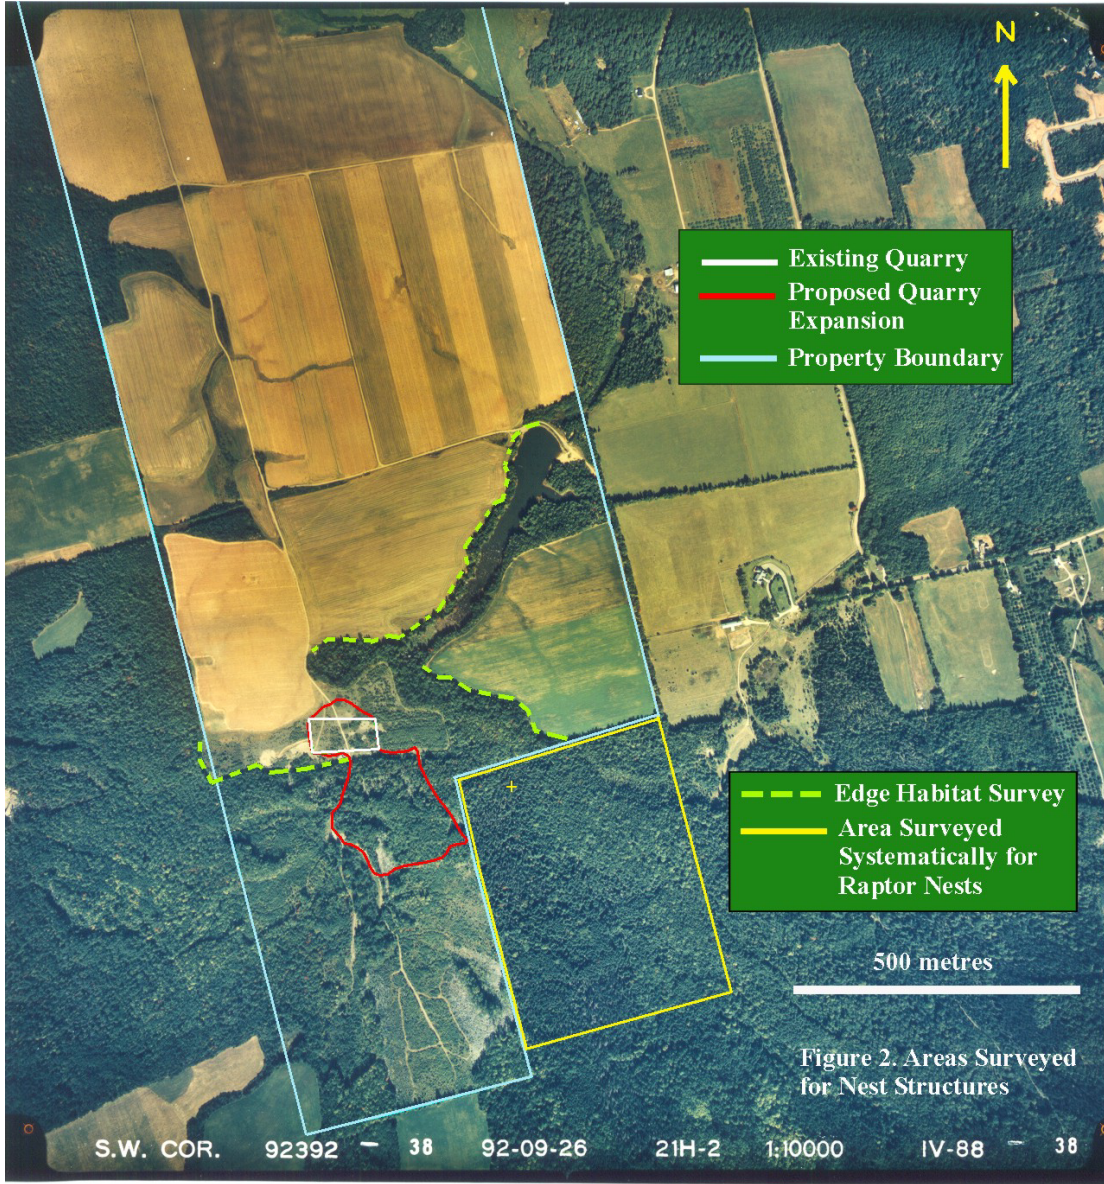 N
Existing Quarry
Proposed Quarry
Expansion
Property Boundary
Edge Habitat Survey
Area Surveyed
Systematically for
Raptor Nests
500 metres
Figure 2. Areas Surveyed
for Nest Structures
S.W. COR. 92392 - 38 92-09-26 21H-2 1:10000 IV-88 - 38